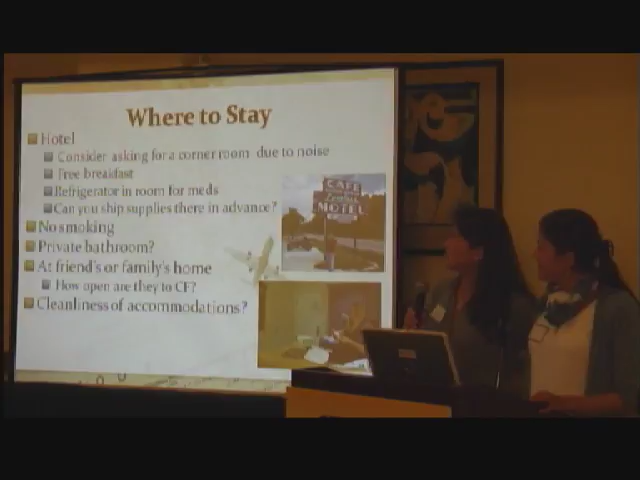 Where to Stay
Hotel
Consider asking for a corner room due to noise
Free breakfast
Refrigerator in room for meds
Can you ship supplies there in advance?
No smoking
Private bathroom?
At friend's or family's home
How open are they to CF?
Cleanliness of accommodations?
CAFE
MOTEL